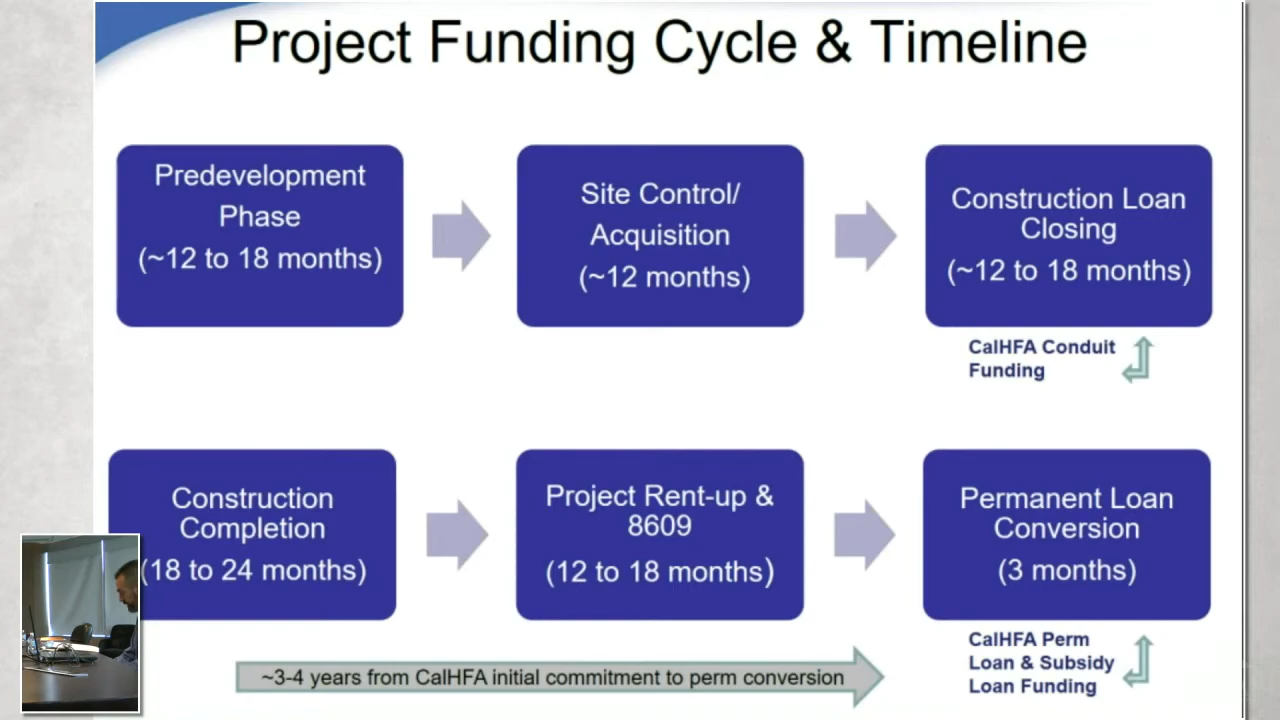 Project Funding Cycle & Timeline
Predevelopment
Phase
(~12 to 18 months)
Site Control/
Acquisition
(~12 months)
Construction Loan
Closing
(~12 to 18 months)
CalHFA Conduit
Funding
Construction
Completion
(18 to 24 months)
Project Rent-up &
8609
(12 to 18 months)
Permanent Loan
Conversion
(3 months)
CalHFA Perm
Loan & Subsidy
Loan Funding
~3-4 years from CalHFA initial commitment to perm conversion